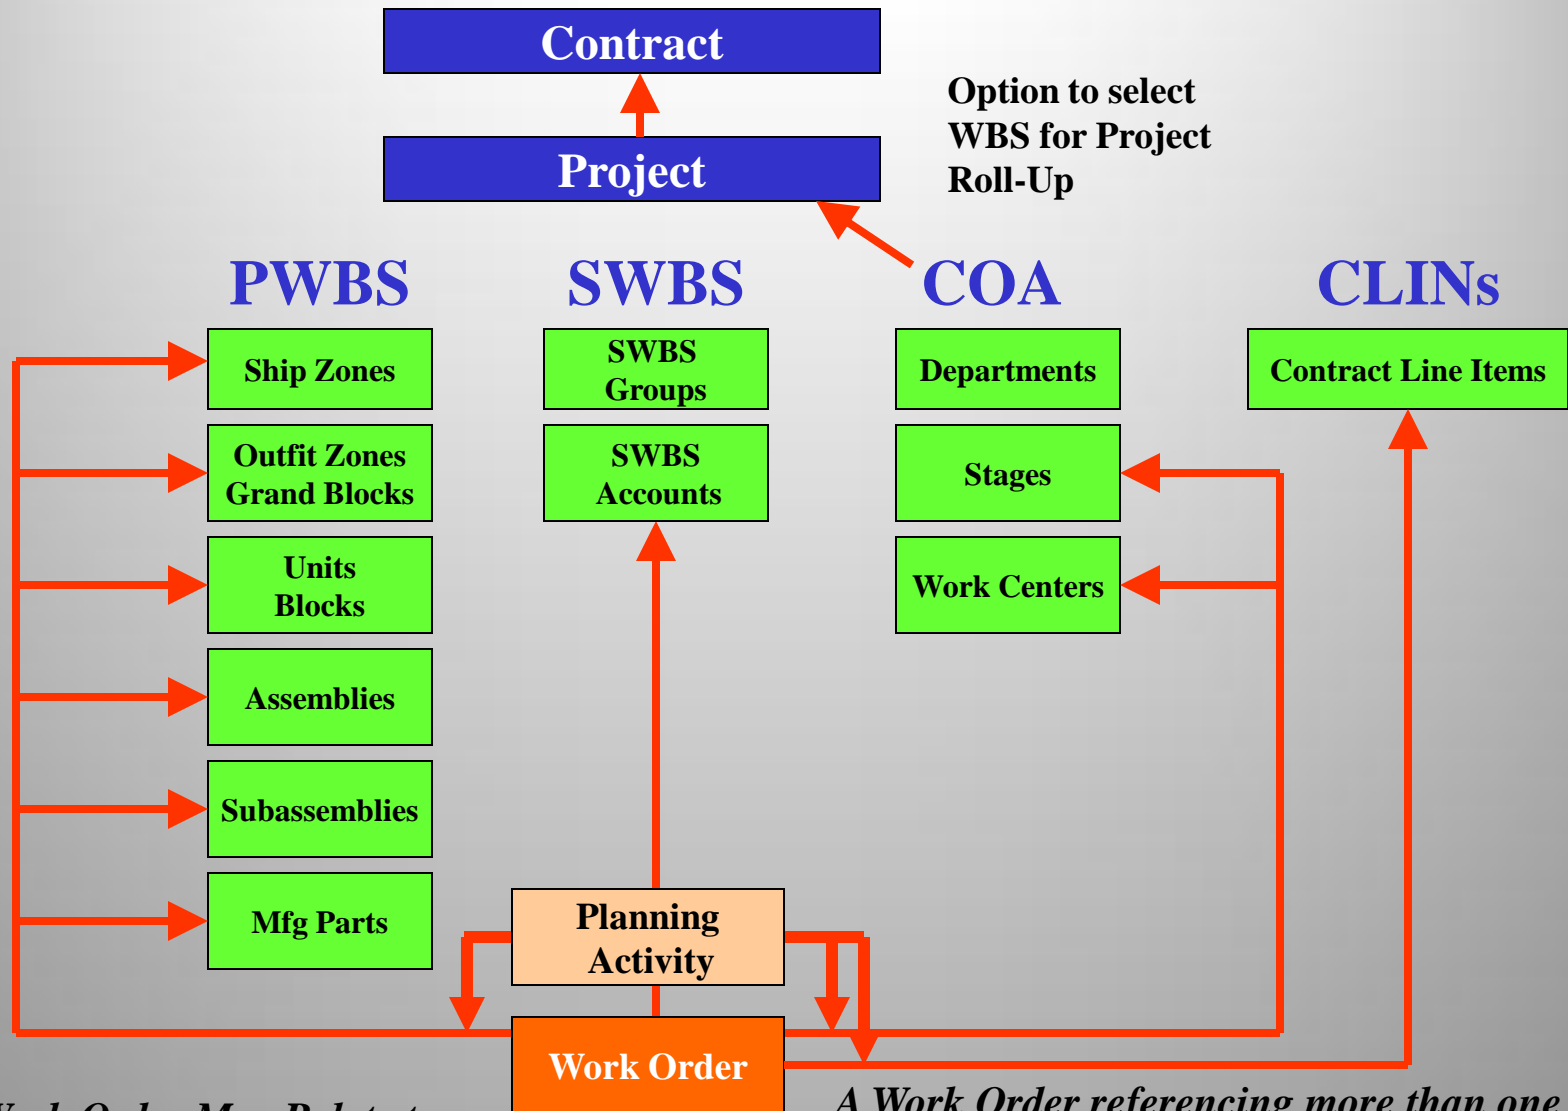 Contract
Option to select
WBS for Project
Roll-Up
Project
PWBS
SWBS
COA
CLINs
Ship Zones
SWBS
Groups
Departments
Contract Line Items
Outfit Zones
Grand Blocks
SWBS
Accounts
Stages
Units
Blocks
Work Centers
Assemblies
Subassemblies
Mfg Parts
Planning
Activity
Work Order
A Work Order referencing more than one